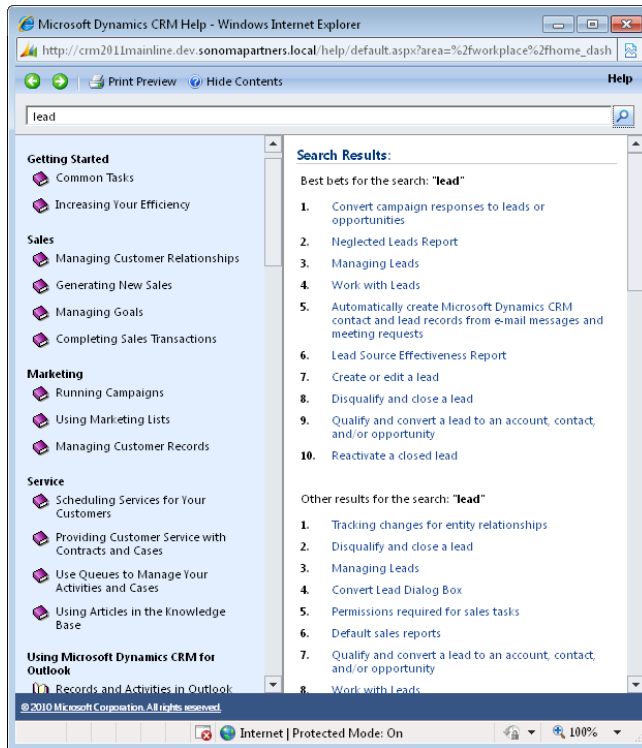 Microsoft Dynamics CRM Help - Windows Internet Explorer
http://crm2011mainline.dev.sonomapartners.local/help/default.aspx?area=%2fworkplace%2fhome_dash
Print Preview Hide Contents Help
lead
Getting Started
Common Tasks
Increasing Your Efficiency
Sales
Managing Customer Relationships
Generating New Sales
Managing Goals
Completing Sales Transactions
Marketing
Running Campaigns
Using Marketing Lists
Managing Customer Records
Service
Scheduling Services for Your
Customers
Providing Customer Service with
Contracts and Cases
Use Queues to Manage Your
Activities and Cases
Using Articles in the Knowledge
Base
Using Microsoft Dynamics CRM for
Outlook
Records and Activities in Outlook
Search Results:
Best bets for the search: "lead"
1. Convert campaign responses to leads or
opportunities
2. Neglected Leads Report
3. Managing Leads
4. Work with Leads
5. Automatically create Microsoft Dynamics CRM
contact and lead records from e-mail messages and
meeting requests
6. Lead Source Effectiveness Report
7. Create or edit a lead
8. Disqualify and close a lead
9. Qualify and convert a lead to an account, contact,
and/or opportunity
10. Reactivate a closed lead
Other results for the search: "lead"
1. Tracking changes for entity relationships
2. Disqualify and close a lead
3. Managing Leads
4. Convert Lead Dialog Box
5. Permissions required for sales tasks
6. Default sales reports
7. Qualify and convert a lead to an account, contact,
and/or opportunity
8. Work with Leads
© 2010 Microsoft Corporation. All rights reserved.
Internet | Protected Mode: On 100%